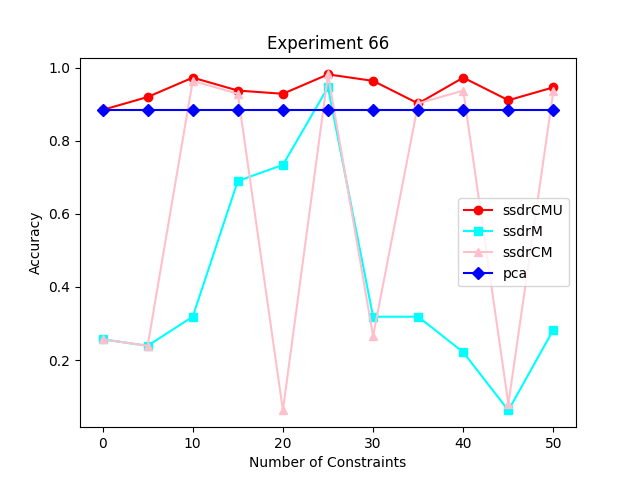 Experiment 66
1.0
0.8
0.6
0.4
0.2
Accuracy
ssdrCMU
ssdrM
ssdrCM
pca
0 10 20 30 40 50
Number of Constraints